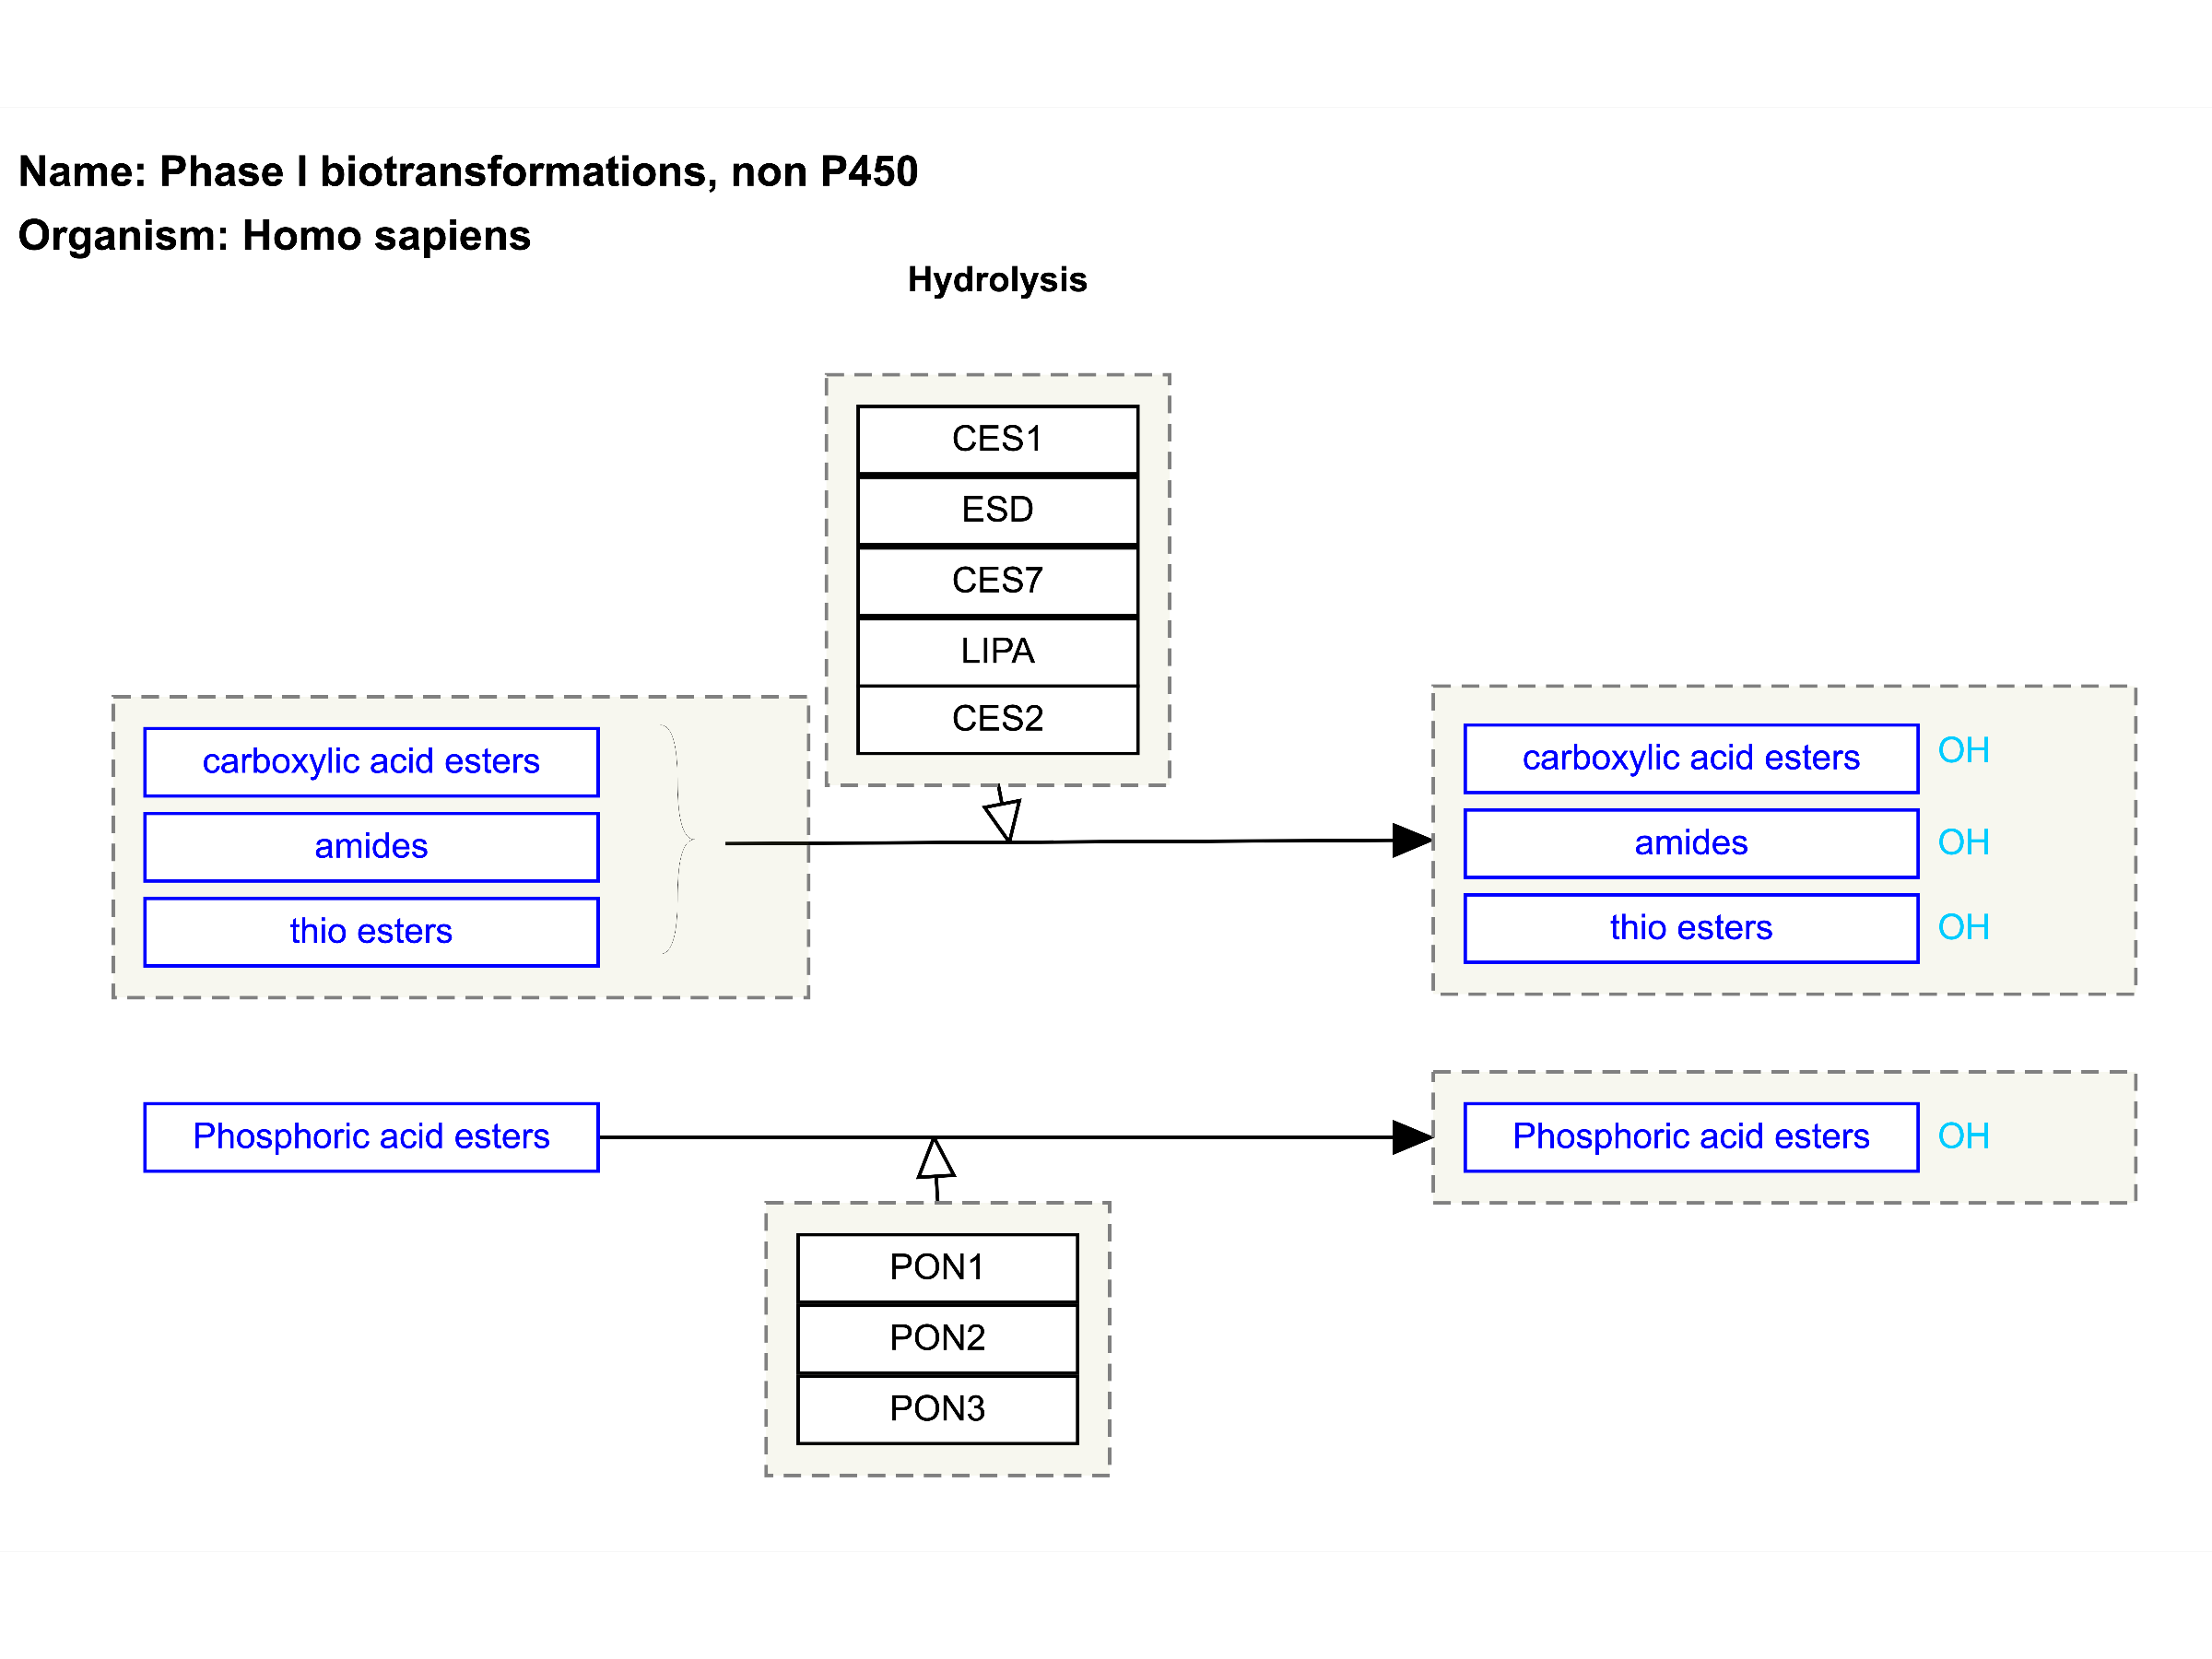 Name: Phase I biotransformations, non P450
Organism: Homo sapiens
Hydrolysis
CES1
ESD
CES7
LIPA
CES2
carboxylic acid esters
amides
thio esters
carboxylic acid esters OH
amides OH
thio esters OH
Phosphoric acid esters
Phosphoric acid esters OH
PON1
PON2
PON3